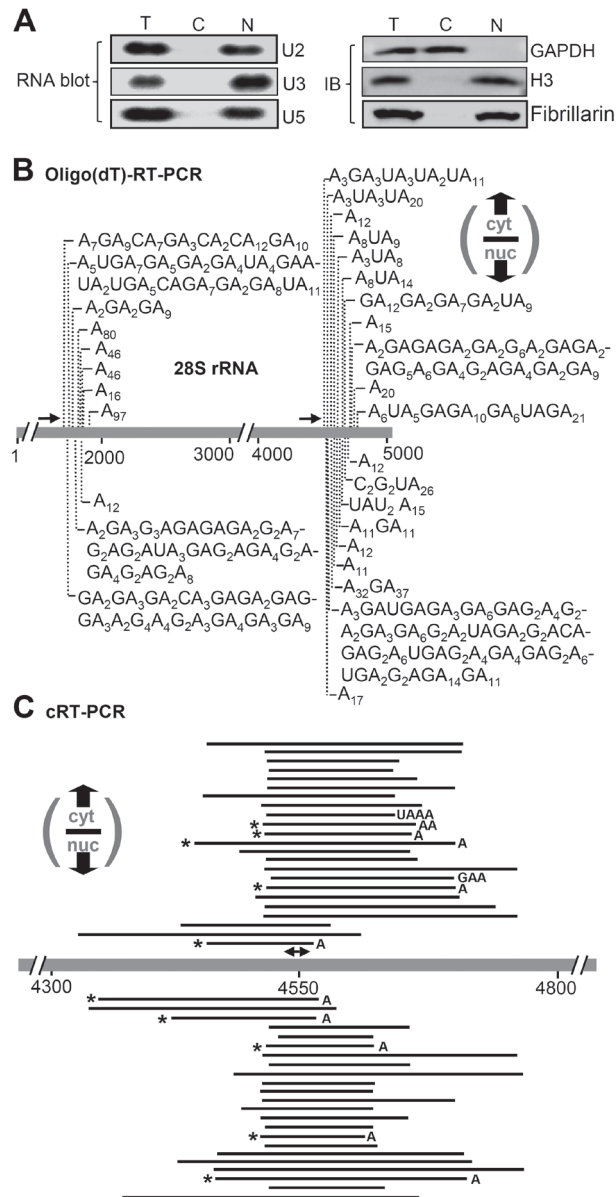 A
T C N
RNA blot
U2
U3
U5
T C N
IB
GAPDH
H3
Fibrillarin
B Oligo(dT)-RT-PCR
A₇GA₉CA₇GA₃CA₂CA₁₂GA₁₀
A₅UGA₇GA₅GA₂GA₄UA₄GAA-
UA₂UGA₅CAGA₇GA₂GA₈UA₁₁
A₂GA₂GA₉
A₈₀
A₄₆
A₄₆
A₁₆
A₉₇
28S rRNA
A₃GA₃UA₃UA₂UA₁₁
A₃UA₃UA₂₀
A₁₂
A₈UA₉
A₃UA₈
A₈UA₁₄
GA₁₂GA₂GA₇GA₂UA₉
A₁₅
A₂GAGAGA₂GA₂G₆A₂GAGA₂-
GAG₅A₆GA₄G₂AGA₄GA₂GA₉
A₂₀
A₆UA₅GAGA₁₀GA₆UAGA₂₁
cyt
nuc
1 2000 3000 4000 5000
A₁₂
A₂GA₃G₃AGAGAGA₂G₂A₇-
G₂AG₂AUA₃GAG₂AGA₄G₂A-
GA₄G₂AG₂A₈
GA₂GA₃GA₂CA₃GAGA₂GAG-
GA₃A₂G₄A₄G₂A₃GA₄GA₃GA₉
A₁₂
C₂G₂UA₂₆
UAU₂ A₁₅
A₁₁GA₁₁
A₁₂
A₁₁
A₃₂GA₃₇
A₃GAUGAGA₃GA₆GAG₂A₄G₂-
A₂GA₃GA₆G₂A₂UAGA₂G₂ACA-
GAG₂A₆UGAG₂A₄GA₄GAG₂A₆-
UGA₂G₂AGA₁₄GA₁₁
A₁₇
C cRT-PCR
cyt
nuc
UAAA
* AA
* A
* A
GAA
* A
* A
4300 4550 4800
* A
* A
* A
* A
* A